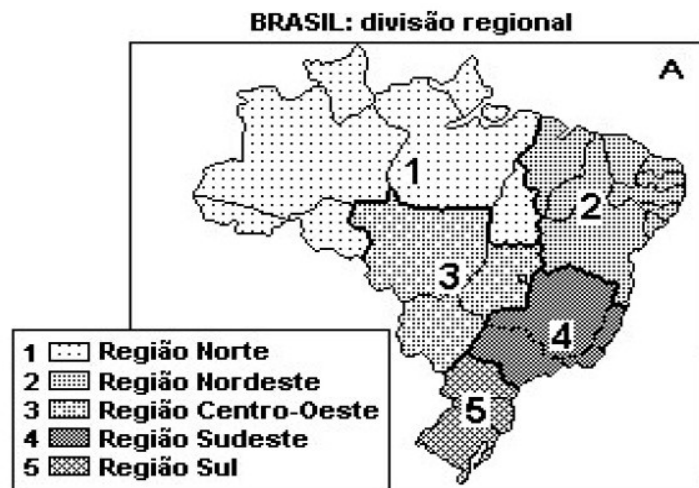 BRASIL: divisão regional
A
1
2
3
4
5
1 Região Norte
2 Região Nordeste
3 Região Centro-Oeste
4 Região Sudeste
5 Região Sul